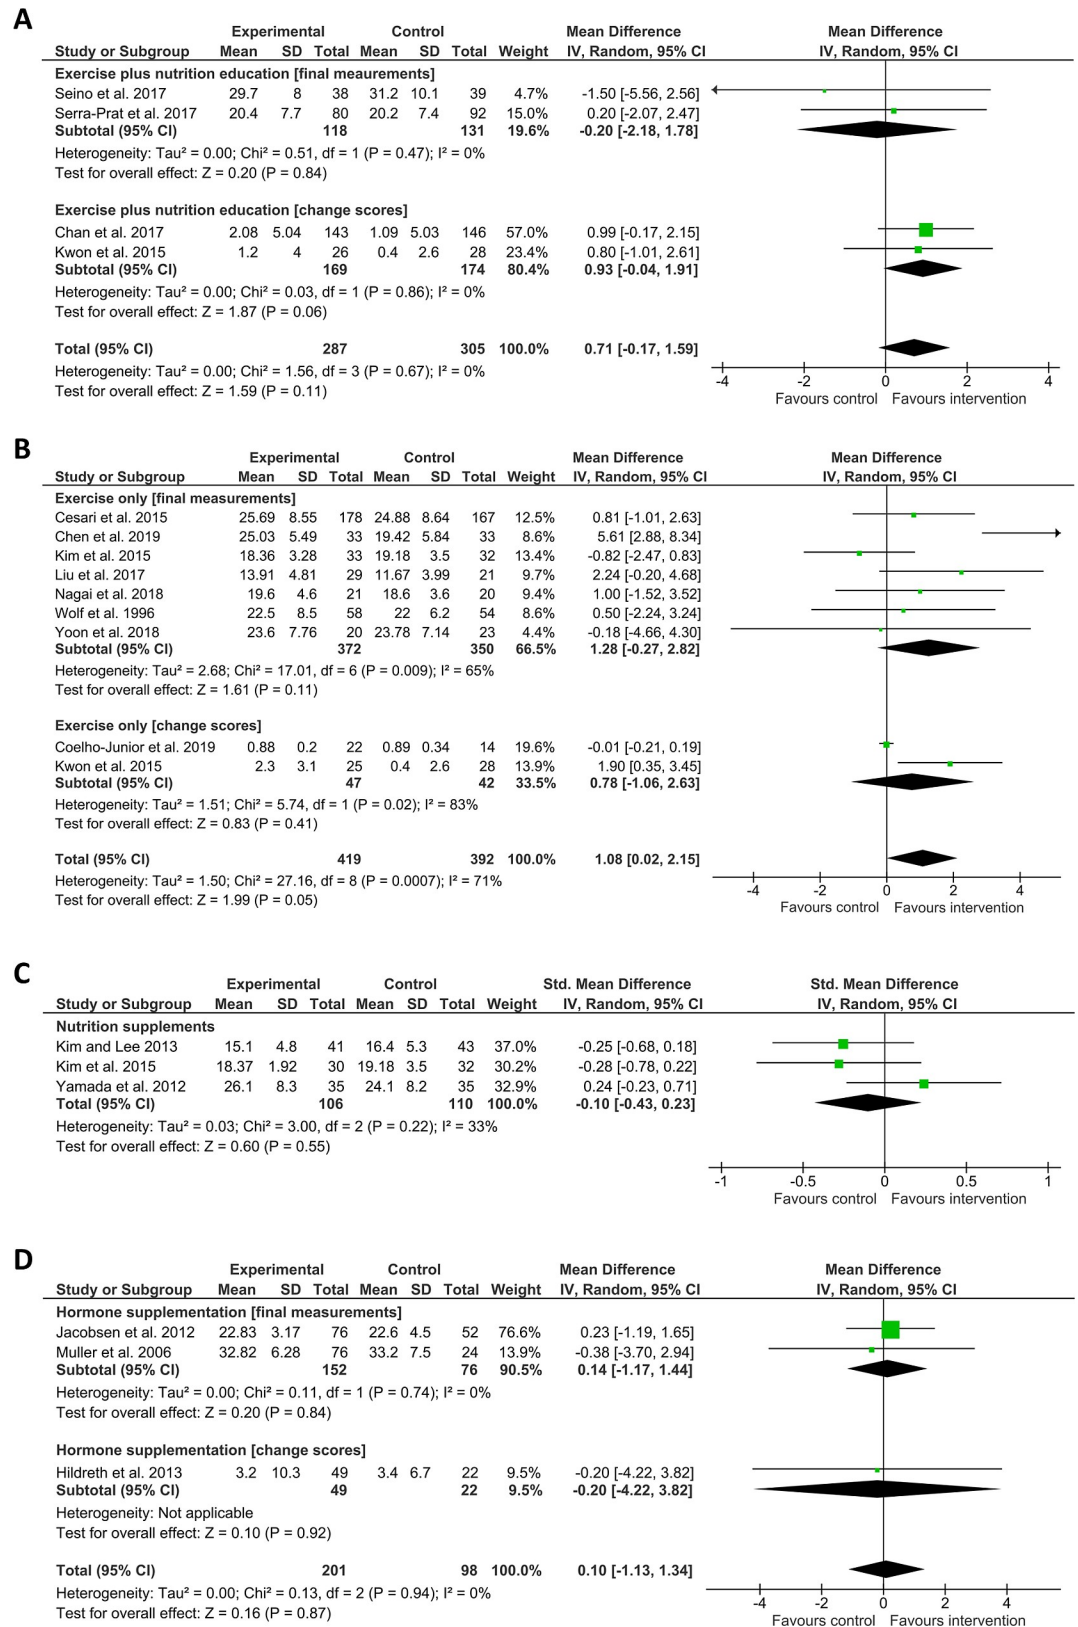 A
Experimental Control Mean Difference Mean Difference
Study or Subgroup Mean SD Total Mean SD Total Weight IV, Random, 95% CI IV, Random, 95% CI
Exercise plus nutrition education [final meaurements]
Seino et al. 2017 29.7 8 38 31.2 10.1 39 4.7% -1.50 [-5.56, 2.56]
Serra-Prat et al. 2017 20.4 7.7 80 20.2 7.4 92 15.0% 0.20 [-2.07, 2.47]
Subtotal (95% CI) 118 131 19.6% -0.20 [-2.18, 1.78]
Heterogeneity: Tau² = 0.00; Chi² = 0.51, df = 1 (P = 0.47); I² = 0%
Test for overall effect: Z = 0.20 (P = 0.84)
Exercise plus nutrition education [change scores]
Chan et al. 2017 2.08 5.04 143 1.09 5.03 146 57.0% 0.99 [-0.17, 2.15]
Kwon et al. 2015 1.2 4 26 0.4 2.6 28 23.4% 0.80 [-1.01, 2.61]
Subtotal (95% CI) 169 174 80.4% 0.93 [-0.04, 1.91]
Heterogeneity: Tau² = 0.00; Chi² = 0.03, df = 1 (P = 0.86); I² = 0%
Test for overall effect: Z = 1.87 (P = 0.06)
Total (95% CI) 287 305 100.0% 0.71 [-0.17, 1.59]
Heterogeneity: Tau² = 0.00; Chi² = 1.56, df = 3 (P = 0.67); I² = 0%
Test for overall effect: Z = 1.59 (P = 0.11)
-4 -2 0 2 4
Favours control Favours intervention
B
Experimental Control Mean Difference Mean Difference
Study or Subgroup Mean SD Total Mean SD Total Weight IV, Random, 95% CI IV, Random, 95% CI
Exercise only [final measurements]
Cesari et al. 2015 25.69 8.55 178 24.88 8.64 167 12.5% 0.81 [-1.01, 2.63]
Chen et al. 2019 25.03 5.49 33 19.42 5.84 33 8.6% 5.61 [2.88, 8.34]
Kim et al. 2015 18.36 3.28 33 19.18 3.5 32 13.4% -0.82 [-2.47, 0.83]
Liu et al. 2017 13.91 4.81 29 11.67 3.99 21 9.7% 2.24 [-0.20, 4.68]
Nagai et al. 2018 19.6 4.6 21 18.6 3.6 20 9.4% 1.00 [-1.52, 3.52]
Wolf et al. 1996 22.5 8.5 58 22 6.2 54 8.6% 0.50 [-2.24, 3.24]
Yoon et al. 2018 23.6 7.76 20 23.78 7.14 23 4.4% -0.18 [-4.66, 4.30]
Subtotal (95% CI) 372 350 66.5% 1.28 [-0.27, 2.82]
Heterogeneity: Tau² = 2.68; Chi² = 17.01, df = 6 (P = 0.009); I² = 65%
Test for overall effect: Z = 1.61 (P = 0.11)
Exercise only [change scores]
Coelho-Junior et al. 2019 0.88 0.2 22 0.89 0.34 14 19.6% -0.01 [-0.21, 0.19]
Kwon et al. 2015 2.3 3.1 25 0.4 2.6 28 13.9% 1.90 [0.35, 3.45]
Subtotal (95% CI) 47 42 33.5% 0.78 [-1.06, 2.63]
Heterogeneity: Tau² = 1.51; Chi² = 5.74, df = 1 (P = 0.02); I² = 83%
Test for overall effect: Z = 0.83 (P = 0.41)
Total (95% CI) 419 392 100.0% 1.08 [0.02, 2.15]
Heterogeneity: Tau² = 1.50; Chi² = 27.16, df = 8 (P = 0.0007); I² = 71%
Test for overall effect: Z = 1.99 (P = 0.05)
-4 -2 0 2 4
Favours control Favours intervention
C
Experimental Control Std. Mean Difference Std. Mean Difference
Study or Subgroup Mean SD Total Mean SD Total Weight IV, Random, 95% CI IV, Random, 95% CI
Nutrition supplements
Kim and Lee 2013 15.1 4.8 41 16.4 5.3 43 37.0% -0.25 [-0.68, 0.18]
Kim et al. 2015 18.37 1.92 30 19.18 3.5 32 30.2% -0.28 [-0.78, 0.22]
Yamada et al. 2012 26.1 8.3 35 24.1 8.2 35 32.9% 0.24 [-0.23, 0.71]
Total (95% CI) 106 110 100.0% -0.10 [-0.43, 0.23]
Heterogeneity: Tau² = 0.03; Chi² = 3.00, df = 2 (P = 0.22); I² = 33%
Test for overall effect: Z = 0.60 (P = 0.55)
-1 -0.5 0 0.5 1
Favours control Favours intervention
D
Experimental Control Mean Difference Mean Difference
Study or Subgroup Mean SD Total Mean SD Total Weight IV, Random, 95% CI IV, Random, 95% CI
Hormone supplementation [final measurements]
Jacobsen et al. 2012 22.83 3.17 76 22.6 4.5 52 76.6% 0.23 [-1.19, 1.65]
Muller et al. 2006 32.82 6.28 76 33.2 7.5 24 13.9% -0.38 [-3.70, 2.94]
Subtotal (95% CI) 152 76 90.5% 0.14 [-1.17, 1.44]
Heterogeneity: Tau² = 0.00; Chi² = 0.11, df = 1 (P = 0.74); I² = 0%
Test for overall effect: Z = 0.20 (P = 0.84)
Hormone supplementation [change scores]
Hildreth et al. 2013 3.2 10.3 49 3.4 6.7 22 9.5% -0.20 [-4.22, 3.82]
Subtotal (95% CI) 49 22 9.5% -0.20 [-4.22, 3.82]
Heterogeneity: Not applicable
Test for overall effect: Z = 0.10 (P = 0.92)
Total (95% CI) 201 98 100.0% 0.10 [-1.13, 1.34]
Heterogeneity: Tau² = 0.00; Chi² = 0.13, df = 2 (P = 0.94); I² = 0%
Test for overall effect: Z = 0.16 (P = 0.87)
-4 -2 0 2 4
Favours control Favours intervention